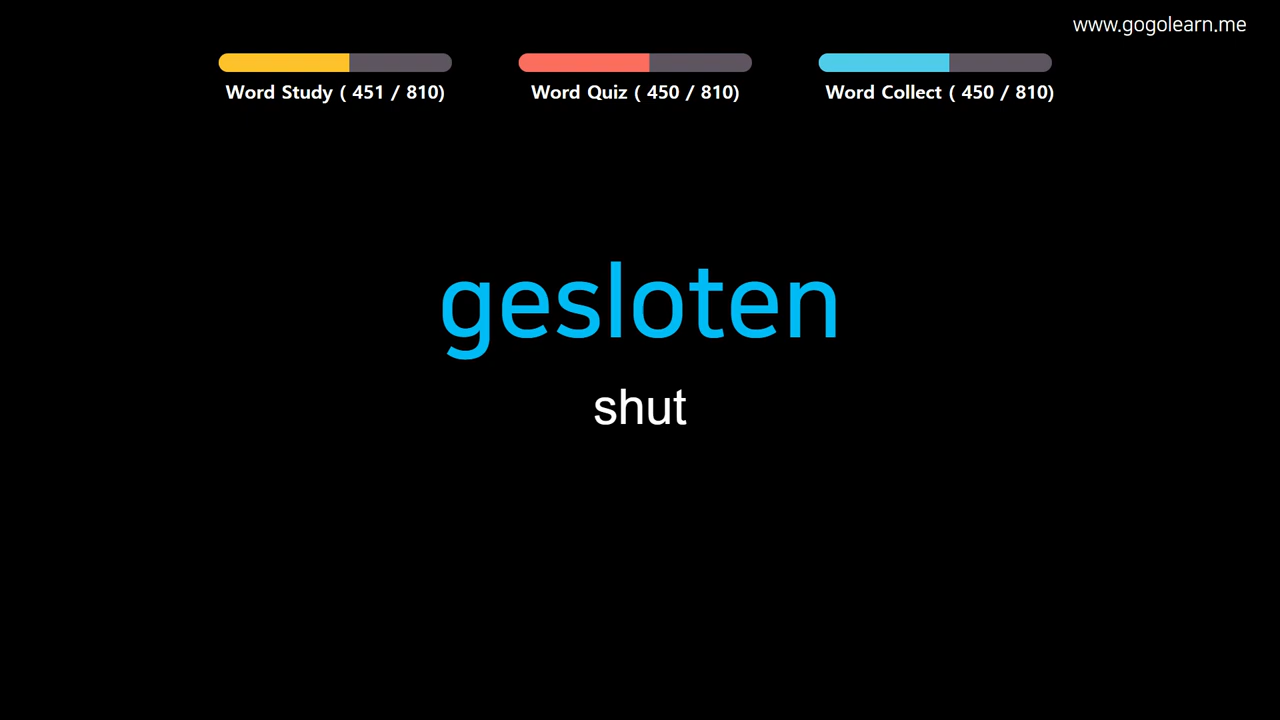 www.gogolearn.me
Word Study ( 451 / 810)
Word Quiz ( 450 / 810)
Word Collect ( 450 / 810)
gesloten
shut